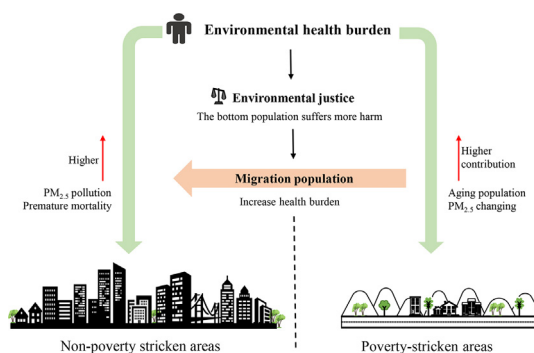 Environmental health burden
Environmental justice
The bottom population suffers more harm
Higher
PM2.5 pollution
Premature mortality
Migration population
Increase health burden
Higher
contribution
Aging population
PM2.5 changing
Non-poverty stricken areas
Poverty-stricken areas